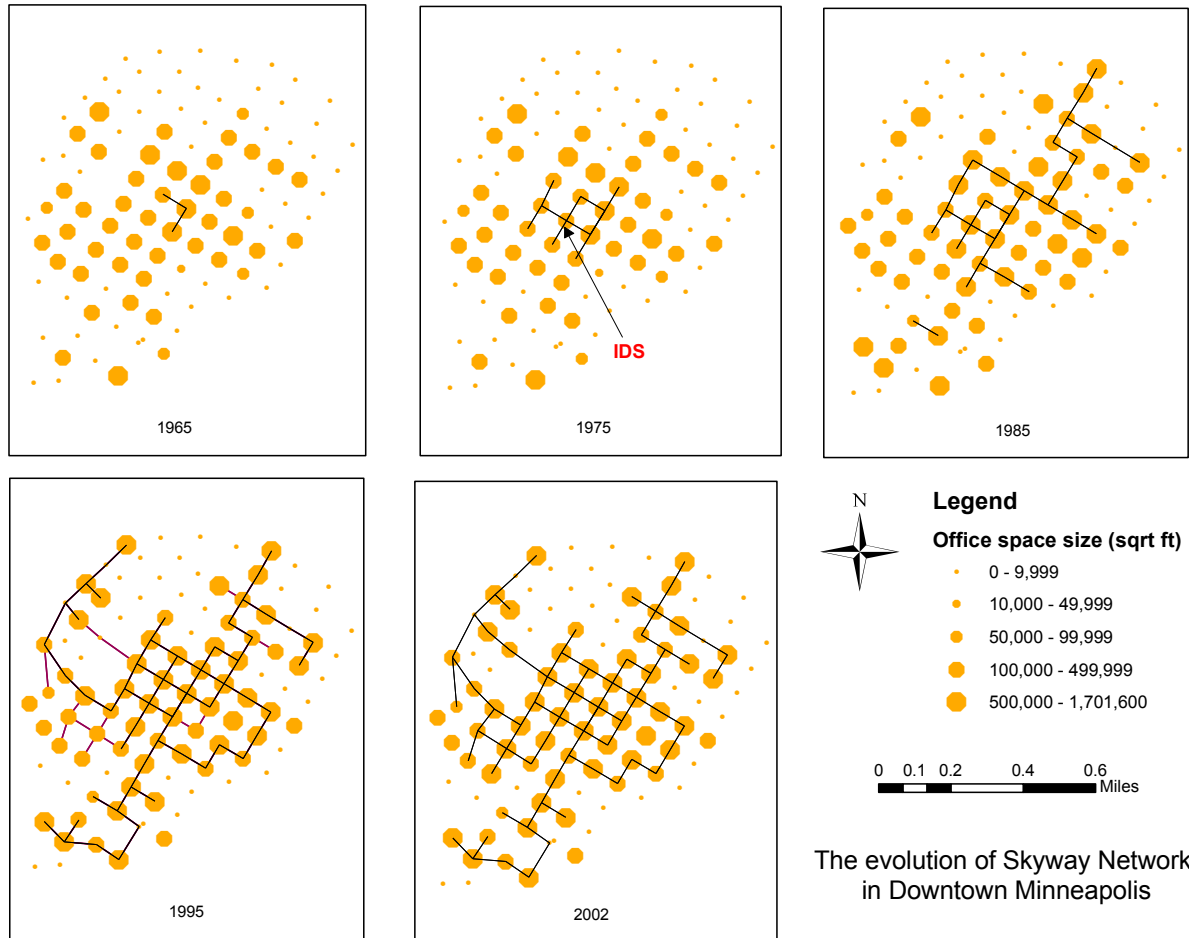 IDS
1965
1975
1985
N
Legend
Office space size (sqrt ft)
0 - 9,999
10,000 - 49,999
50,000 - 99,999
100,000 - 499,999
500,000 - 1,701,600
0 0.1 0.2 0.4 0.6
Miles
The evolution of Skyway Network
in Downtown Minneapolis
1995
2002